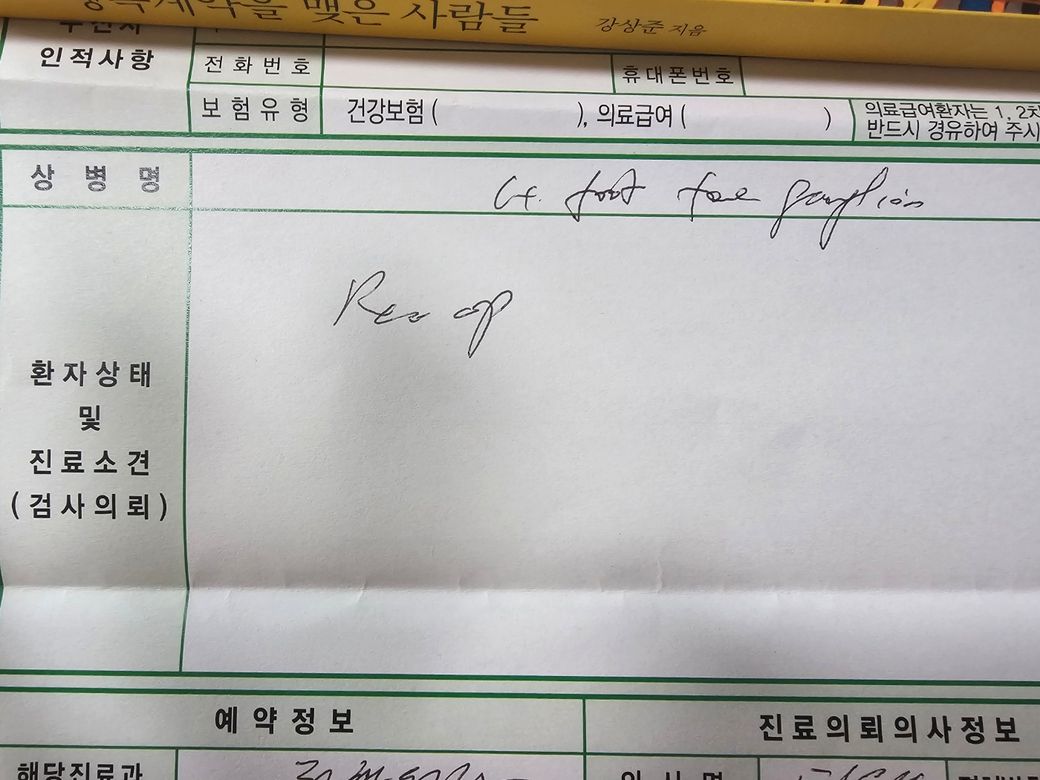 계약을 맺은 사람들 강상준 지음
인적사항 전화번호 휴대폰번호
보험유형 건강보험( ), 의료급여( ) 의료급여환자는 1, 2차
반드시 경유하여 주시
상병명 foot ganglion
op
환자상태
및
진료소견
(검사의뢰)
예약정보 진료의뢰의사정보
해당진료과 의사명